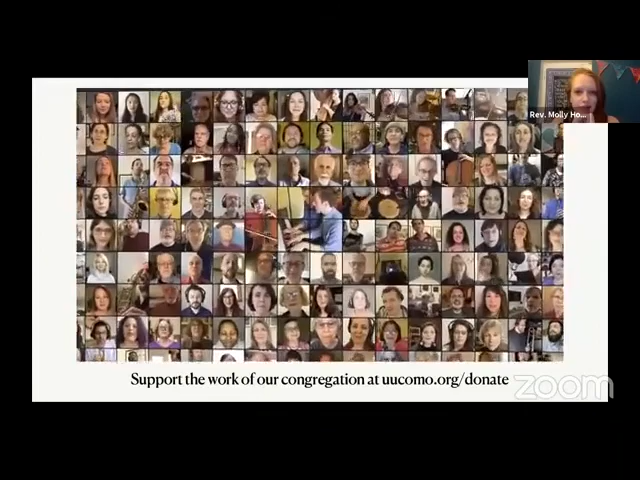 Rev. Molly Ho...
Support the work of our congregation at uucomo.org/donate
zoom